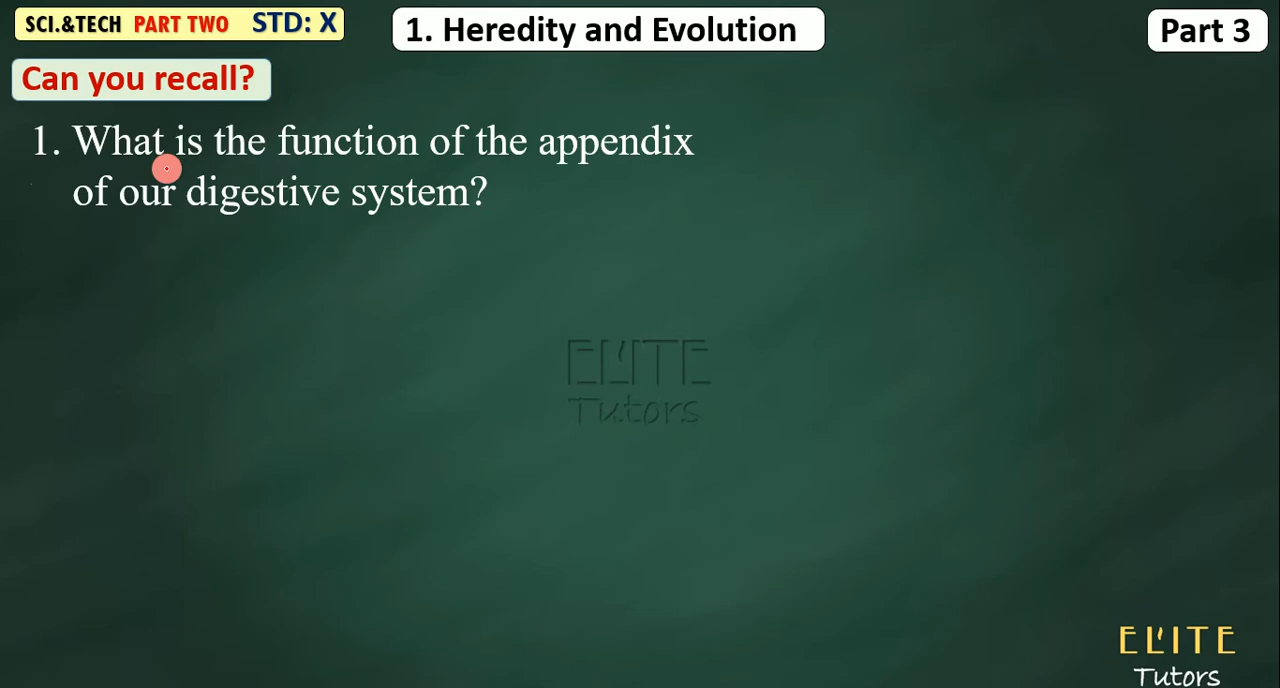 SCI.&TECH PART TWO STD: X
1. Heredity and Evolution
Part 3
Can you recall?
1. What is the function of the appendix
of our digestive system?
ELITE
Tutors
ELITE
Tutors